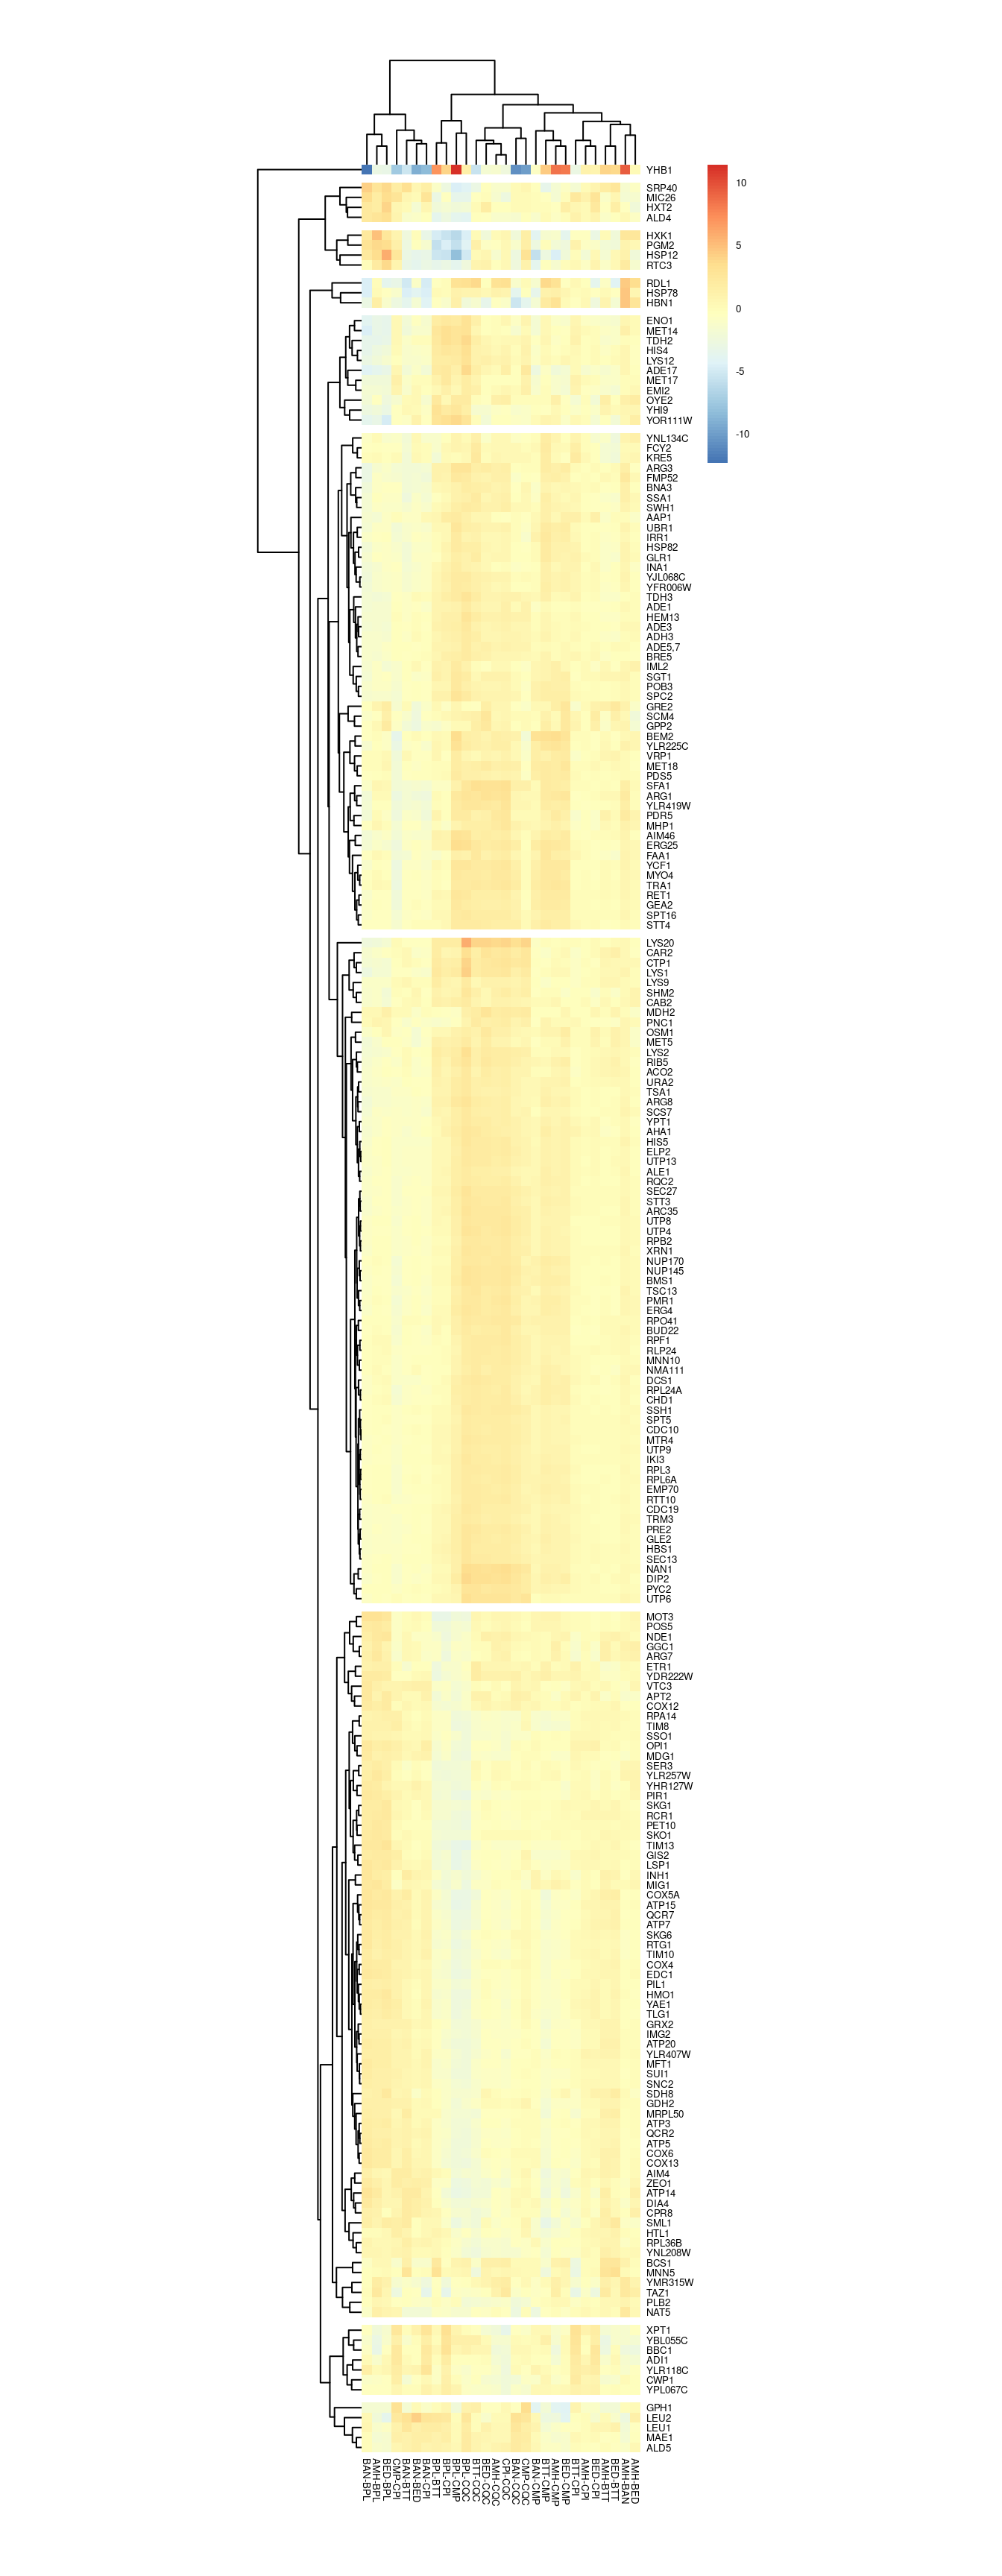 YHB1
10
5
0
-5
-10
SRP40
MIC26
HXT2
ALD4
HXK1
PGM2
HSP12
RTC3
RDL1
HSP78
HBN1
ENO1
MET14
TDH2
HIS4
LYS12
ADE17
MET17
EMI2
OYE2
YHI9
YOR111W
YNL134C
FCY2
KRE5
ARG3
FMP52
BNA3
SSA1
SWH1
AAP1
UBR1
IRR1
HSP82
GLR1
INA1
YJL068C
YFR006W
TDH3
ADE1
HEM13
ADE3
ADH3
ADE5,7
BRE5
IML2
SGT1
POB3
SPC2
GRE2
SCM4
GPP2
BEM2
YLR225C
VRP1
MET18
PDS5
SFA1
ARG1
YLR419W
PDR5
MHP1
AIM46
ERG25
FAA1
YCF1
MYO4
TRA1
RET1
GEA2
SPT16
STT4
LYS20
CAR2
CTP1
LYS1
LYS9
SHM2
CAB2
MDH2
PNC1
OSM1
MET5
LYS2
RIB5
ACO2
URA2
TSA1
ARG8
SCS7
YPT1
AHA1
HIS5
ELP2
UTP13
ALE1
RQC2
SEC27
STT3
ARC35
UTP8
UTP4
RPB2
XRN1
NUP170
NUP145
BMS1
TSC13
PMR1
ERG4
RPO41
BUD22
RPF1
RLP24
MNN10
NMA111
DCS1
RPL24A
CHD1
SSH1
SPT5
CDC10
MTR4
UTP9
IKI3
RPL3
RPL6A
EMP70
RTT10
CDC19
TRM3
PRE2
GLE2
HBS1
SEC13
NAN1
DIP2
PYC2
UTP6
MOT3
POS5
NDE1
GGC1
ARG7
ETR1
YDR222W
VTC3
APT2
COX12
RPA14
TIM8
SSO1
OPI1
MDG1
SER3
YLR257W
YHR127W
PIR1
SKG1
RCR1
PET10
SKO1
TIM13
GIS2
LSP1
INH1
MIG1
COX5A
ATP15
QCR7
ATP7
SKG6
RTG1
TIM10
COX4
EDC1
PIL1
HMO1
YAE1
TLG1
GRX2
IMG2
ATP20
YLR407W
MFT1
SUI1
SNC2
SDH8
GDH2
MRPL50
ATP3
QCR2
ATP5
COX6
COX13
AIM4
ZEO1
ATP14
DIA4
CPR8
SML1
HTL1
RPL36B
YNL208W
BCS1
MNN5
YMR315W
TAZ1
PLB2
NAT5
XPT1
YBL055C
BBC1
ADI1
YLR118C
CWP1
YPL067C
GPH1
LEU2
LEU1
MAE1
ALD5
BAN-BPL
AMH-BPL
BED-BPL
CMP-CPI
BAN-BTT
BAN-BED
BAN-CPI
BPL-BTT
BPL-CPI
BPL-CMP
BPL-CQC
BTT-CQC
BED-CQC
AMH-CQC
CPI-CQC
BAN-CQC
CMP-CQC
BAN-CMP
BTT-CMP
AMH-CMP
BED-CMP
BTT-CPI
AMH-CPI
BED-CPI
AMH-BTT
BED-BTT
AMH-BAN
AMH-BED